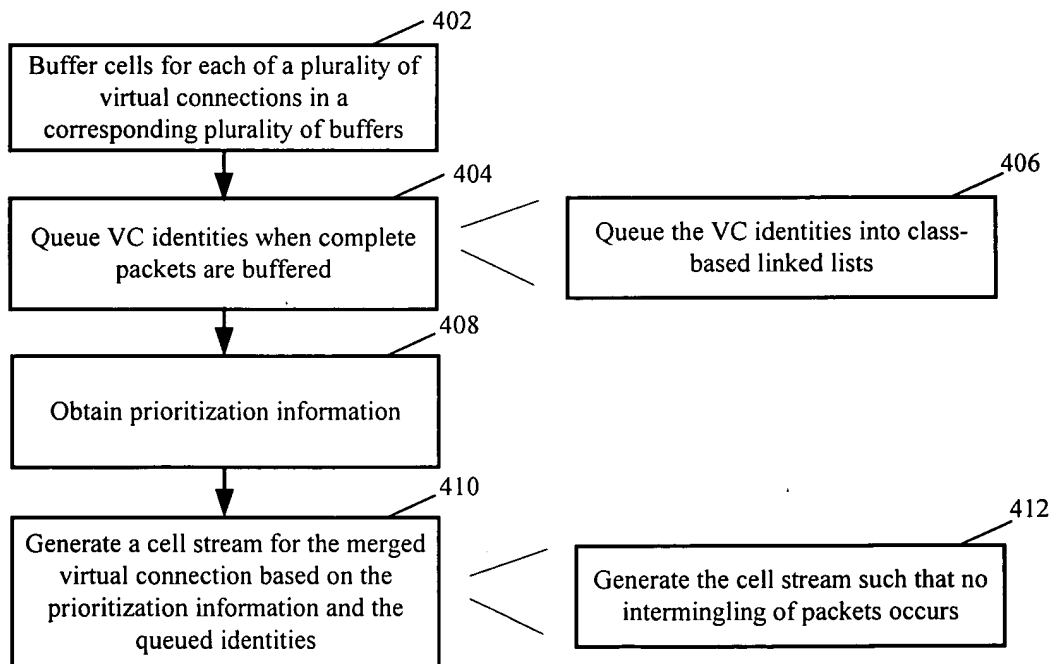 402
Buffer cells for each of a plurality of
virtual connections in a
corresponding plurality of buffers
404
Queue VC identities when complete
packets are buffered
406
Queue the VC identities into class-
based linked lists
408
Obtain prioritization information
410
Generate a cell stream for the merged
virtual connection based on the
prioritization information and the
queued identities
412
Generate the cell stream such that no
intermingling of packets occurs